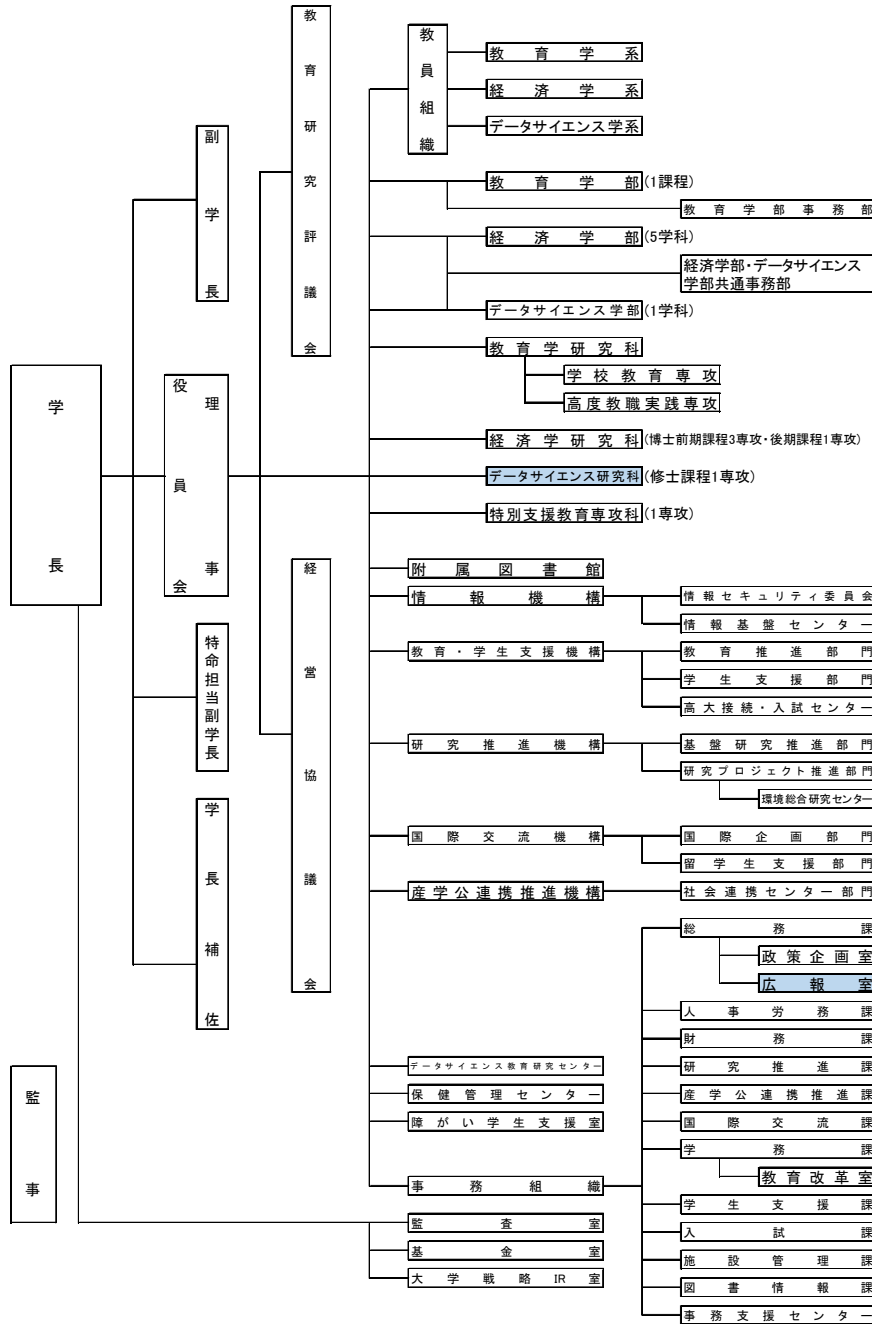 学長
監事
副学長
役員会
理事
特命担当副学長
学長補佐
教育研究評議会
経営協議会
教員組織
教育学系
経済学系
データサイエンス学系
教育学部(1課程)
教育学部事務部
経済学部(5学科)
経済学部・データサイエンス
学部共通事務部
データサイエンス学部(1学科)
教育学研究科
学校教育専攻
高度教職実践専攻
経済学研究科(博士前期課程3専攻・後期課程1専攻)
データサイエンス研究科(修士課程1専攻)
特別支援教育専攻科(1専攻)
附属図書館
情報機構
情報セキュリティ委員会
情報基盤センター
教育・学生支援機構
教育推進部門
学生支援部門
高大接続・入試センター
研究推進機構
基盤研究推進部門
研究プロジェクト推進部門
環境総合研究センター
国際交流機構
国際企画部門
留学生支援部門
産学公連携推進機構
社会連携センター部門
データサイエンス教育研究センター
保健管理センター
障がい学生支援室
事務組織
総務課
政策企画室
広報室
人事労務課
財務課
研究推進課
産学公連携推進課
国際交流課
学務課
教育改革室
学生支援課
入試課
施設管理課
図書情報課
事務支援センター
監査室
基金室
大学戦略IR室